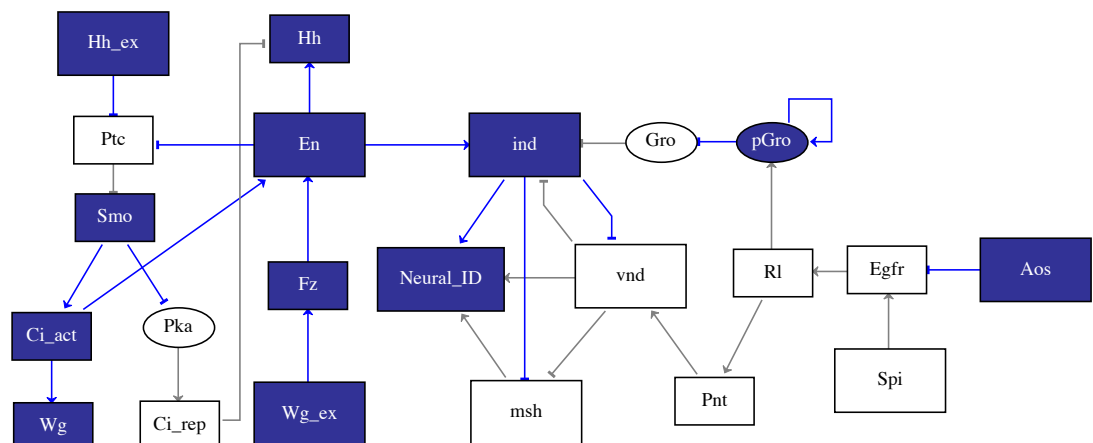 Hh_ex
Hh
Ptc
En
ind
Gro
pGro
Smo
Fz
Neural_ID
vnd
Rl
Egfr
Aos
Ci_act
Pka
Wg
Ci_rep
Wg_ex
msh
Pnt
Spi